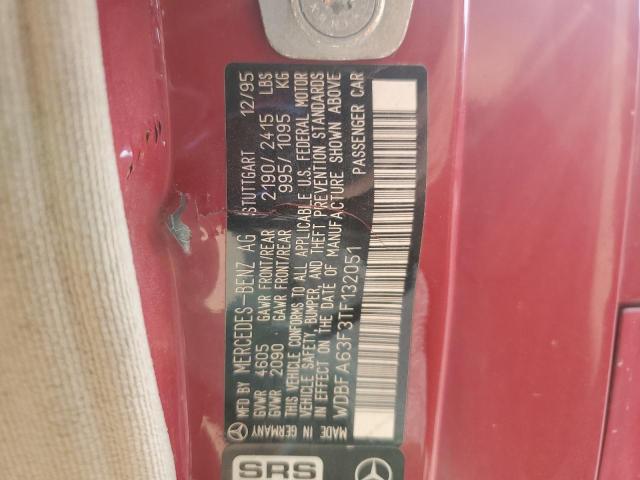 MFD BY MERCEDES-BENZ AG STUTTGART 12/95
GVWR 4605 GAWR FRONT/REAR 2190/2415 LBS
GVWR 2090 GAWR FRONT/REAR 995/1095 KG
THIS VEHICLE CONFORMS TO ALL APPLICABLE U.S. FEDERAL MOTOR
VEHICLE SAFETY, BUMPER, AND THEFT PREVENTION STANDARDS
IN EFFECT ON THE DATE OF MANUFACTURE SHOWN ABOVE
WDBFA63F3TF132051 PASSENGER CAR
MADE IN GERMANY
SRS